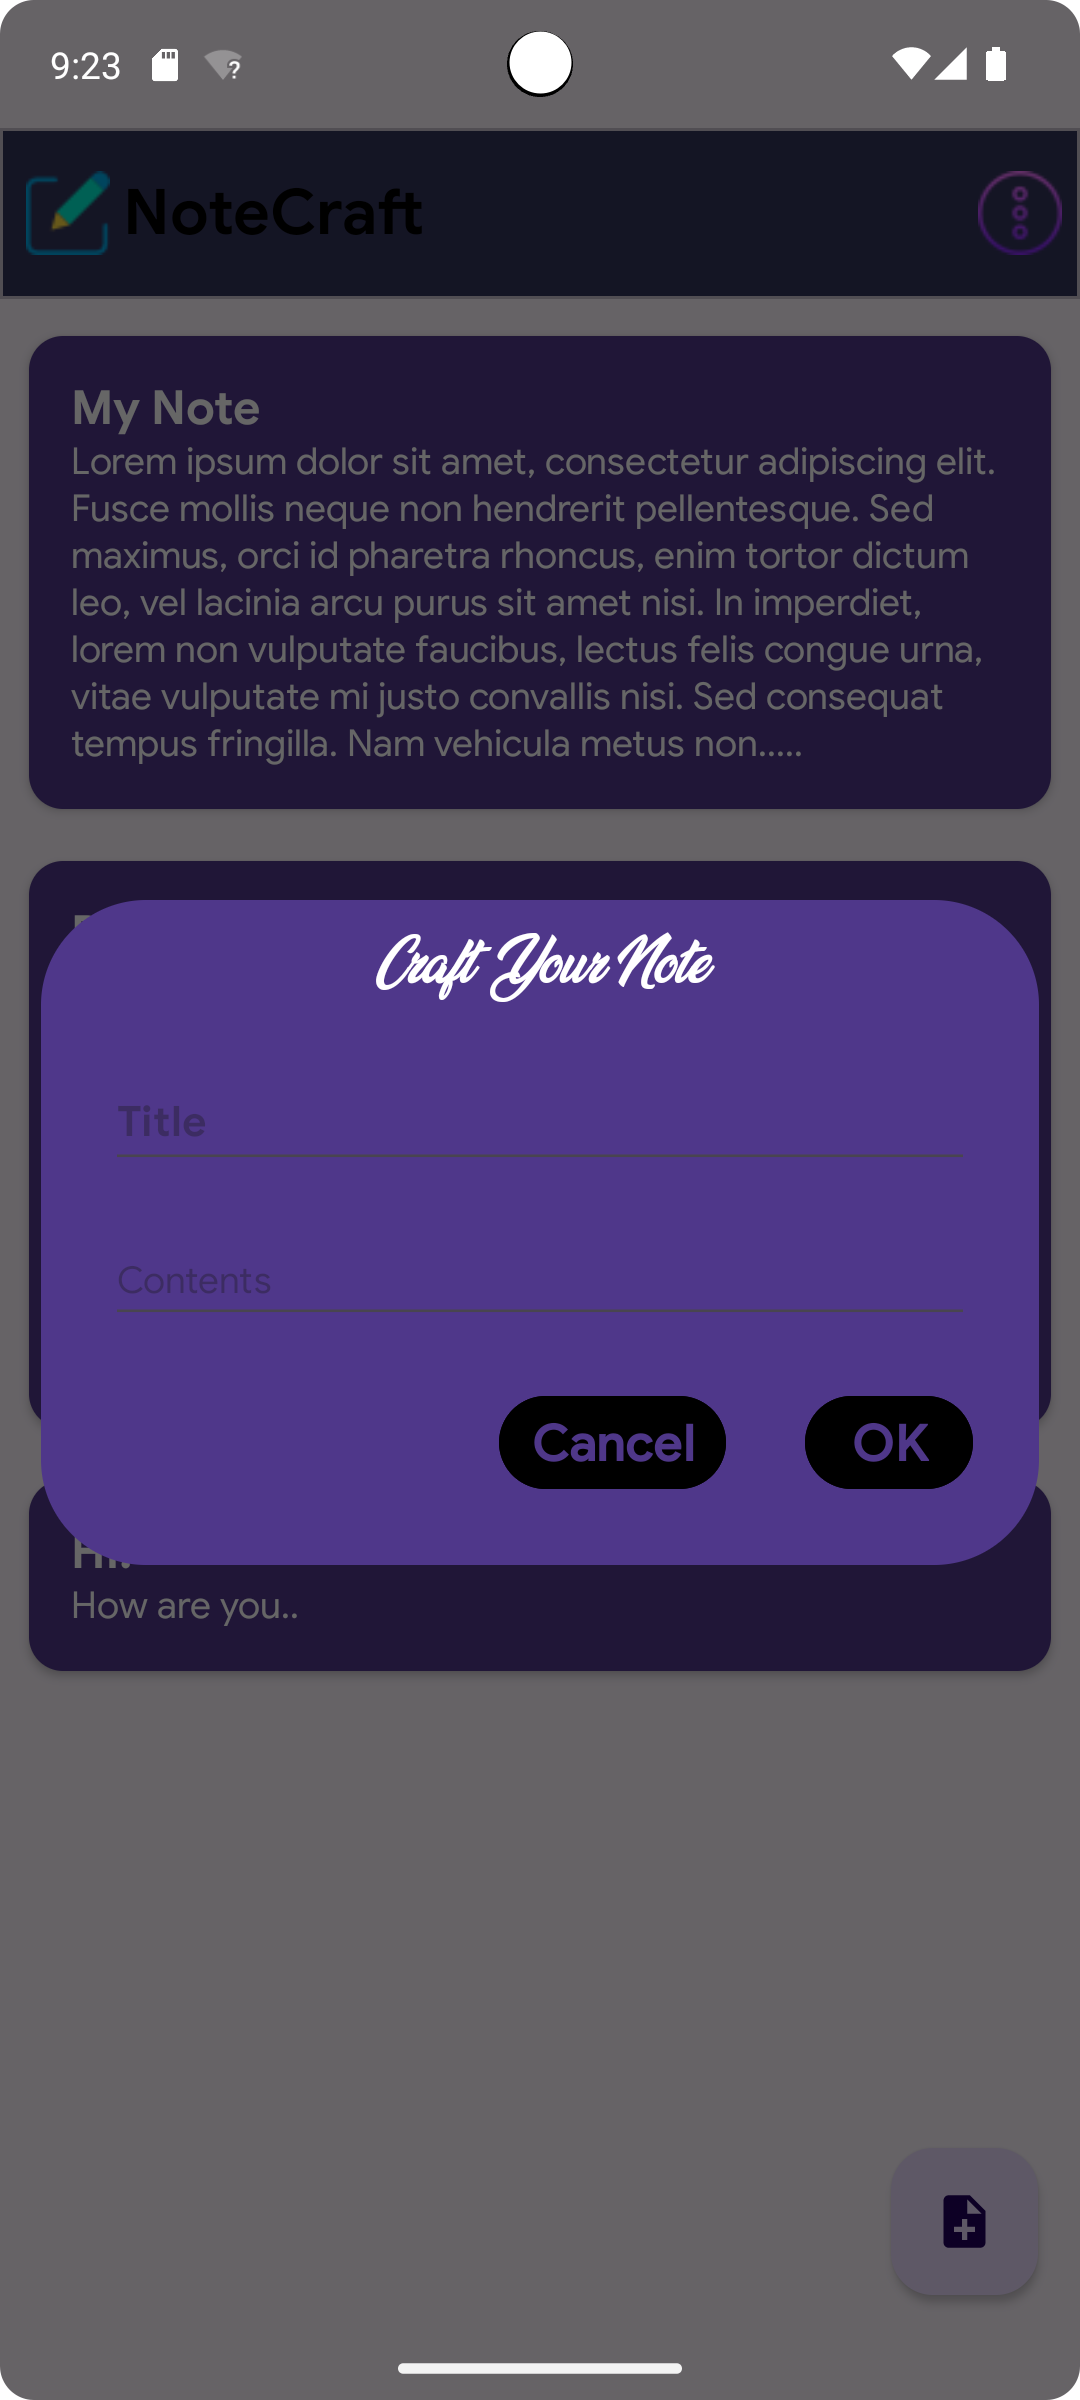 9:23
NoteCraft
My Note
Lorem ipsum dolor sit amet, consectetur adipiscing elit.
Fusce mollis neque non hendrerit pellentesque. Sed
maximus, orci id pharetra rhoncus, enim tortor dictum
leo, vel lacinia arcu purus sit amet nisi. In imperdiet,
lorem non vulputate faucibus, lectus felis congue urna,
vitae vulputate mi justo convallis nisi. Sed consequat
tempus fringilla. Nam vehicula metus non.....
Craft Your Note
Title
Contents
Cancel OK
How are you..